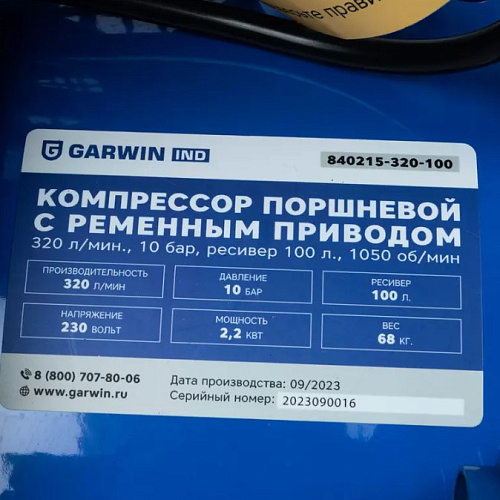 правил
GARWIN IND
840215-320-100
КОМПРЕССОР ПОРШНЕВОЙ
С РЕМЕННЫМ ПРИВОДОМ
320 л/мин., 10 бар, ресивер 100 л., 1050 об/мин
ПРОИЗВОДИТЕЛЬНОСТЬ
320 Л/МИН
ДАВЛЕНИЕ
10 БАР
РЕСИВЕР
100 Л.
НАПРЯЖЕНИЕ
230 ВОЛЬТ
МОЩНОСТЬ
2,2 КВТ
ВЕС
68 КГ.
8 (800) 707-80-06
www.garwin.ru
Дата производства: 09/2023
Серийный номер: 2023090016